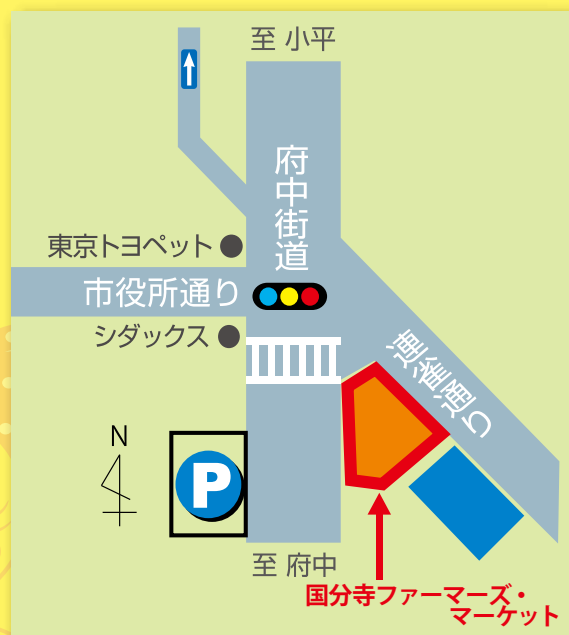 至 小平
府中街道
東京トヨペット
市役所通り
シダックス
連雀通り
N
P
至 府中
国分寺ファーマーズ・
マーケット